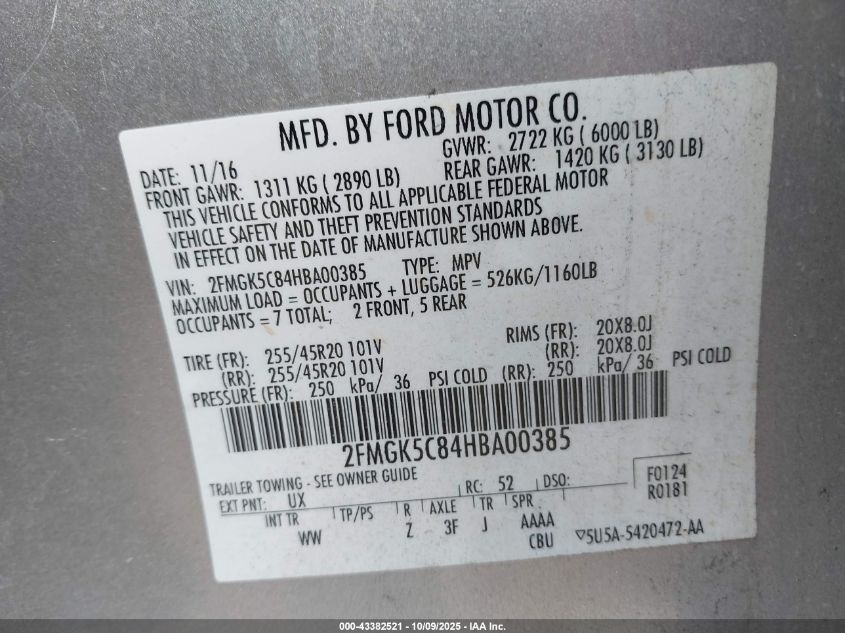 MFD. BY FORD MOTOR CO.
DATE: 11/16 GVWR: 2722 KG ( 6000 LB)
FRONT GAWR: 1311 KG ( 2890 LB) REAR GAWR: 1420 KG ( 3130 LB)
THIS VEHICLE CONFORMS TO ALL APPLICABLE FEDERAL MOTOR
VEHICLE SAFETY AND THEFT PREVENTION STANDARDS
IN EFFECT ON THE DATE OF MANUFACTURE SHOWN ABOVE.
VIN: 2FMGK5C84HBA00385 TYPE: MPV
MAXIMUM LOAD = OCCUPANTS + LUGGAGE = 526KG/1160LB
OCCUPANTS = 7 TOTAL; 2 FRONT, 5 REAR
TIRE (FR): 255/45R20 101V RIMS (FR): 20X8.0J
(RR): 255/45R20 101V (RR): 20X8.0J
PRESSURE (FR): 250 kPa/ 36 PSI COLD (RR): 250 kPa/ 36 PSI COLD
2FMGK5C84HBA00385
TRAILER TOWING - SEE OWNER GUIDE
EXT PNT: UX RC: 52 DSO: F0124
R0181
INT TR TP/PS R AXLE TR SPR
WW Z 3F J AAAA
CBU ▽5U5A-5420472-AA
000-43382521 - 10/09/2025 - IAA Inc.